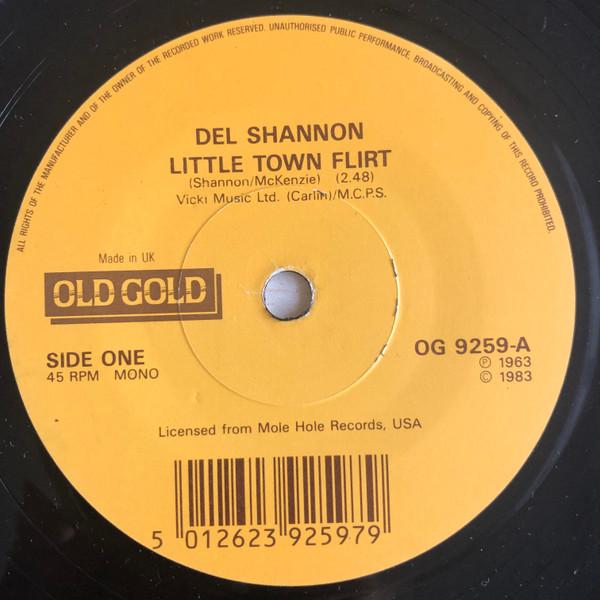 ALL RIGHTS OF THE MANUFACTURER AND OF THE OWNER OF THE RECORDED WORK RESERVED. UNAUTHORISED PUBLIC PERFORMANCE, BROADCASTING AND COPYING OF THIS RECORD PROHIBITED.
DEL SHANNON
LITTLE TOWN FLIRT
(Shannon/McKenzie) (2.48)
Vicki Music Ltd. (Carlin)/M.C.P.S.
Made in UK
OLD GOLD
SIDE ONE
45 RPM MONO
OG 9259-A
Ⓟ 1963
© 1983
Licensed from Mole Hole Records, USA
5 012623 925979